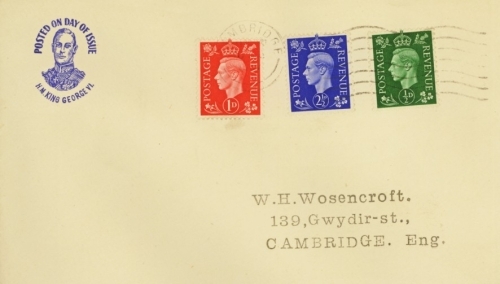 POSTED ON DAY OF ISSUE
H.M. KING GEORGE VI.
CAMBRIDGE
POSTAGE REVENUE
1D
POSTAGE REVENUE
2½D
POSTAGE REVENUE
½D
W.H.Wosencroft.
139,Gwydir-st.,
CAMBRIDGE. Eng.